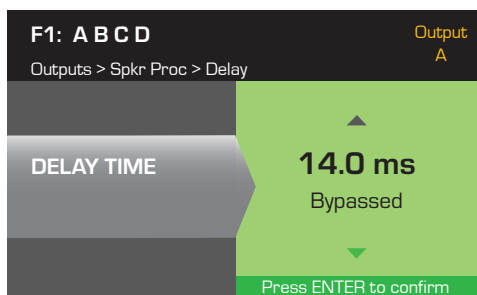 F1: A B C D
Output
A
Outputs > Spkr Proc > Delay
DELAY TIME
14.0 ms
Bypassed
Press ENTER to confirm